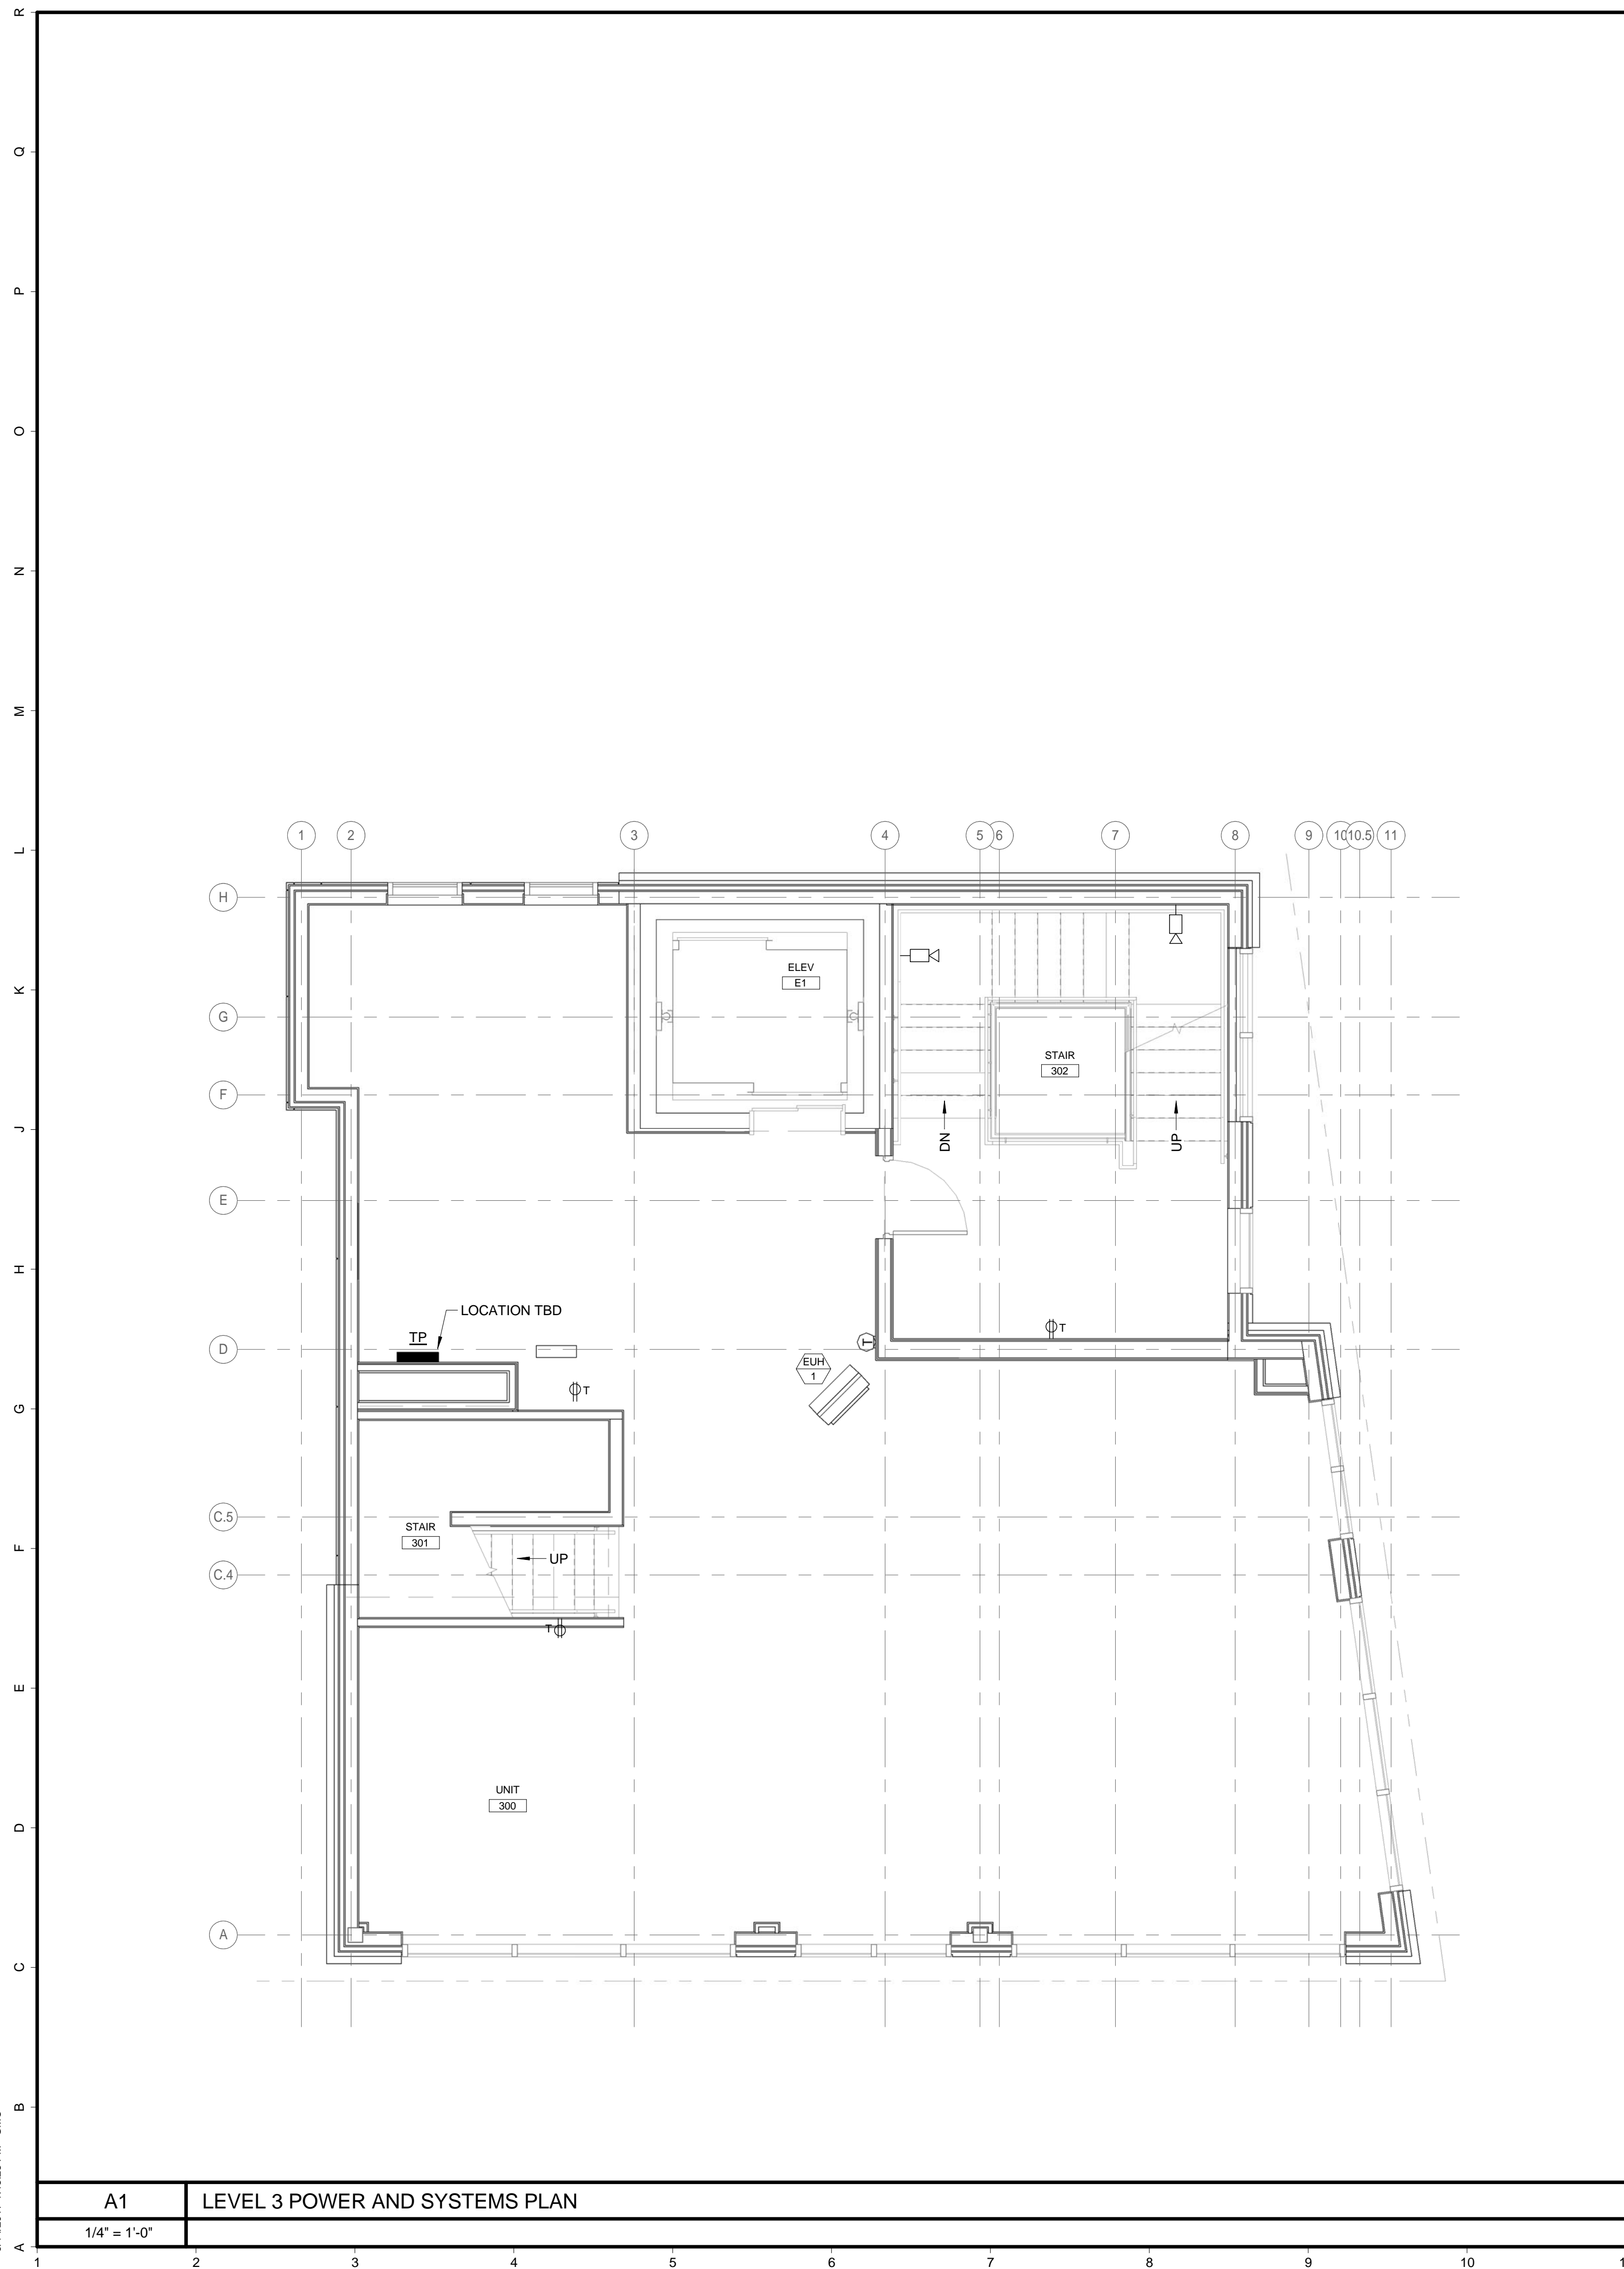 R
Q
P
O
N
M
L
K
J
H
G
F
E
D
C
B
A
1 2 3 4 5 6 7 8 9 10 10.5 11
H
G
F
E
D
C.5
C.4
A
ELEV
E1
STAIR
302
DN
UP
LOCATION TBD
TP
T
EUH
1
T
T
STAIR
301
UP
T
UNIT
300
A1 LEVEL 3 POWER AND SYSTEMS PLAN
1/4" = 1'-0"
1 2 3 4 5 6 7 8 9 10